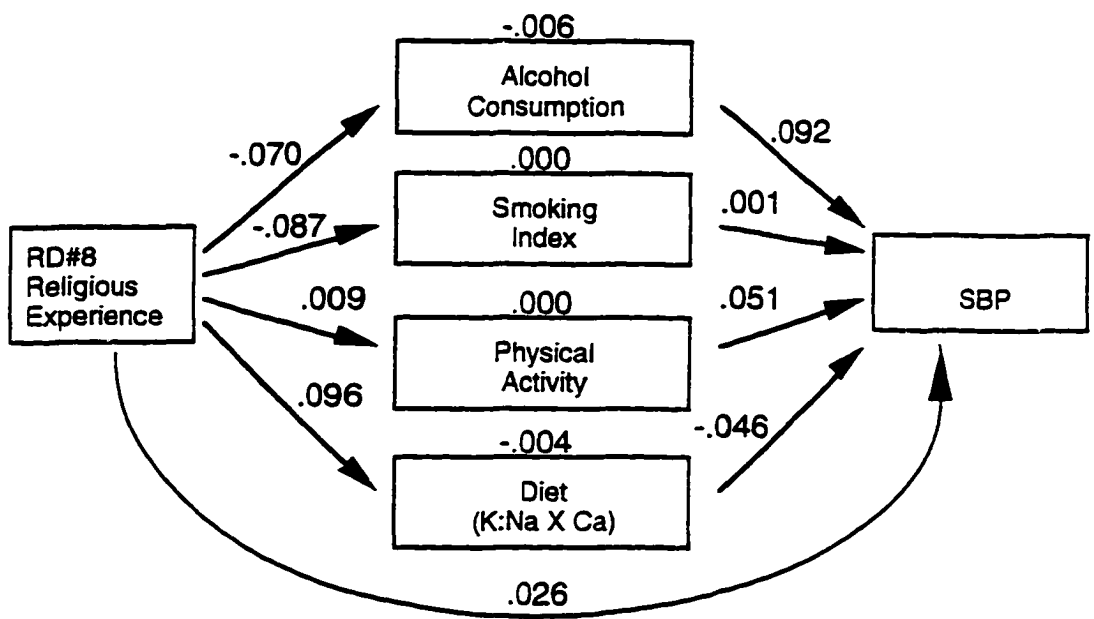 -.006
Alcohol
Consumption
-.070
.092
.000
Smoking
Index
-.087
.001
RD#8
Religious
Experience
SBP
.009
.000
.051
Physical
Activity
.096
-.004
-.046
Diet
(K:Na X Ca)
.026